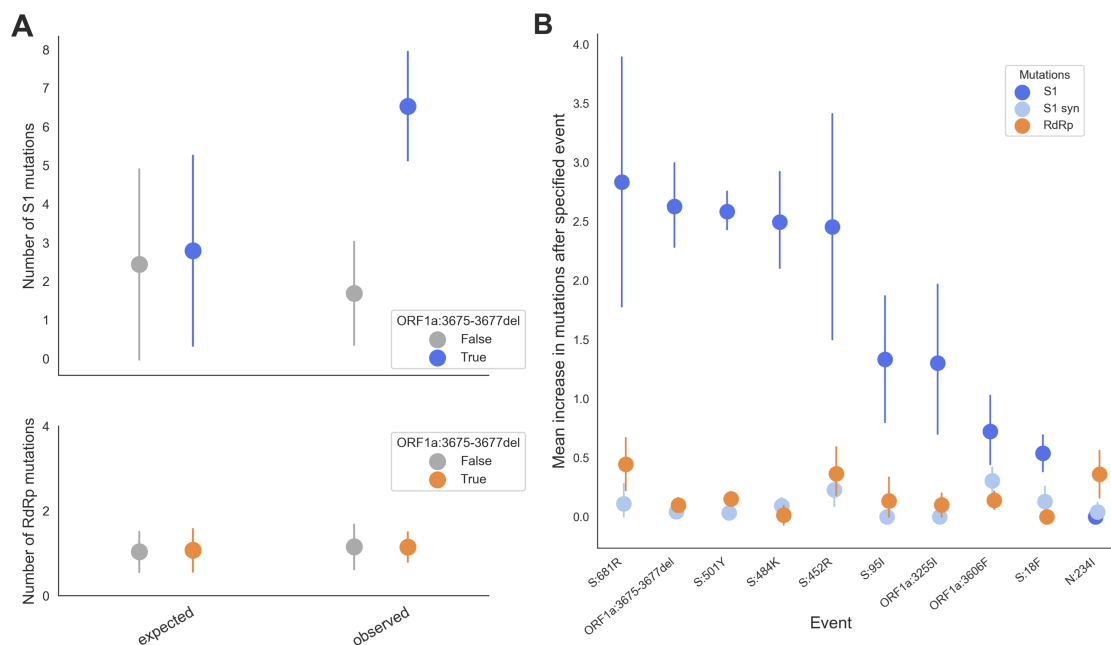 A
Number of S1 mutations
8
7
6
5
4
3
2
1
0
ORF1a:3675-3677del
False
True
Number of RdRp mutations
4
2
0
ORF1a:3675-3677del
False
True
expected
observed
B
Mean increase in mutations after specified event
4.0
3.5
3.0
2.5
2.0
1.5
1.0
0.5
0.0
Mutations
S1
S1 syn
RdRp
S:681R
ORF1a:3675-3677del
S:501Y
S:484K
S:452R
S:95I
ORF1a:3255I
ORF1a:3606F
S:18F
N:234I
Event